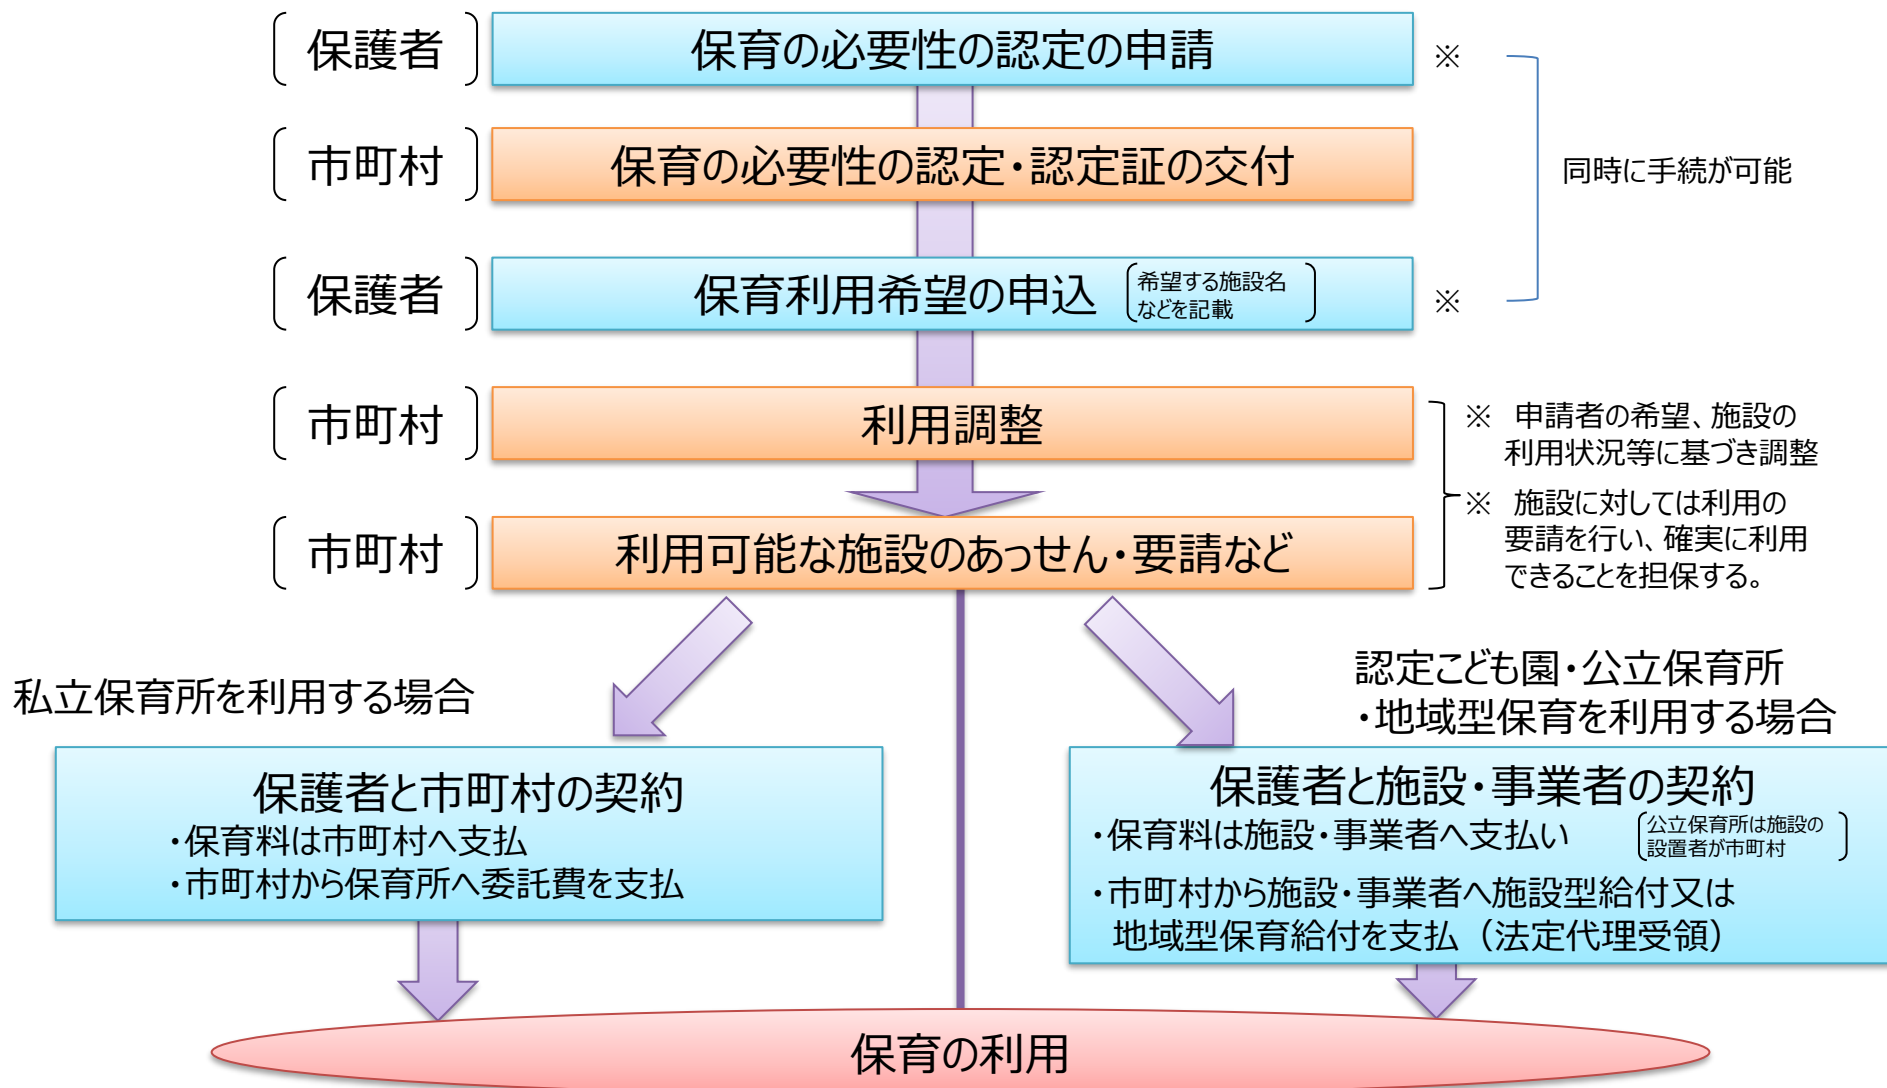 保護者 保育の必要性の認定の申請 ※
市町村 保育の必要性の認定・認定証の交付
同時に手続が可能
保護者 保育利用希望の申込 ※
希望する施設名
などを記載
市町村 利用調整
※ 申請者の希望、施設の
利用状況等に基づき調整
※ 施設に対しては利用の
要請を行い、確実に利用
できることを担保する。
市町村 利用可能な施設のあっせん・要請など
私立保育所を利用する場合
保護者と市町村の契約
・保育料は市町村へ支払
・市町村から保育所へ委託費を支払
認定こども園・公立保育所
・地域型保育を利用する場合
保護者と施設・事業者の契約
・保育料は施設・事業者へ支払い
公立保育所は施設の
設置者が市町村
・市町村から施設・事業者へ施設型給付又は
地域型保育給付を支払（法定代理受領）
保育の利用